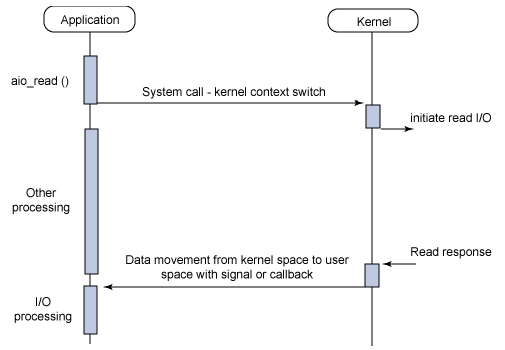 Application
Kernel
aio_read ()
System call - kernel context switch
initiate read I/O
Other
processing
Read response
Data movement from kernel space to user
space with signal or callback
I/O
processing